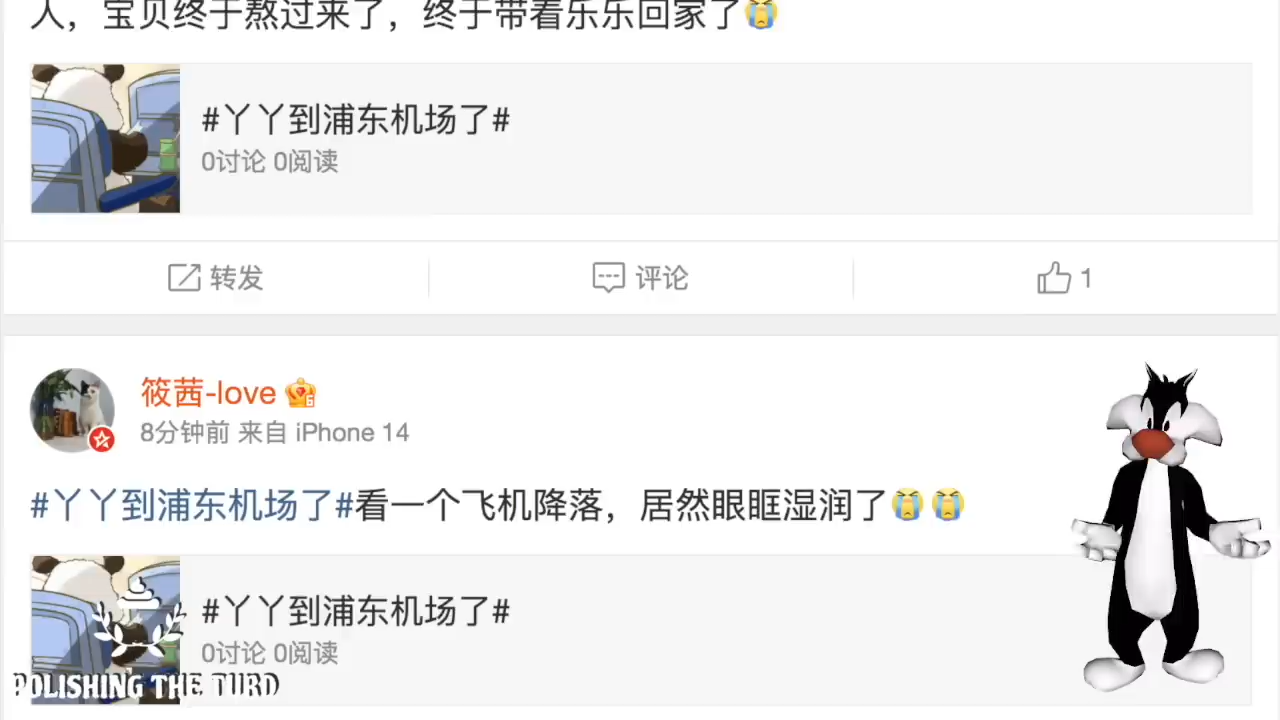 人，宝贝终于熬过来了，终于带着乐乐回家了😭
#丫丫到浦东机场了#
0讨论 0阅读
转发
评论
1
筱茜-love
8分钟前 来自 iPhone 14
#丫丫到浦东机场了#看一个飞机降落，居然眼眶湿润了😭😭
#丫丫到浦东机场了#
0讨论 0阅读
POLISHING THE TURD